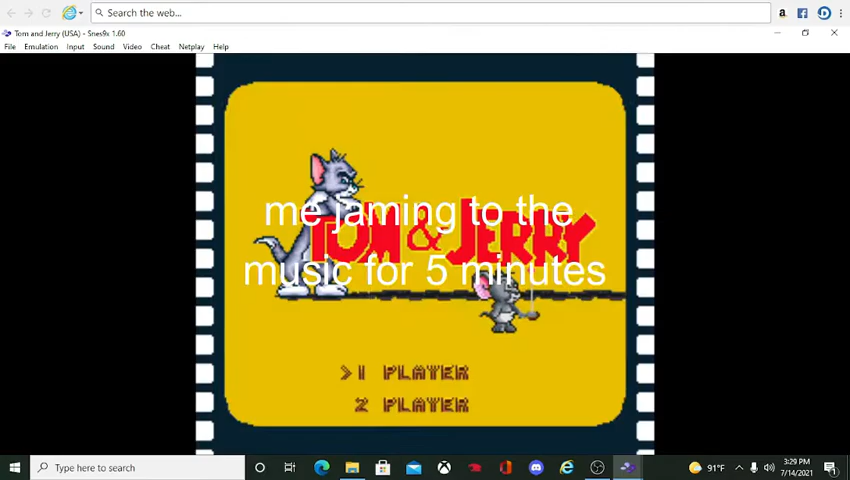 Search the web...
Tom and Jerry (USA) - Snes9x 1.60
File Emulation Input Sound Video Cheat Netplay Help
TOM & JERRY
me jaming to the
music for 5 minutes
>1 PLAYER
2 PLAYER
Type here to search
91°F
3:29 PM
7/14/2021